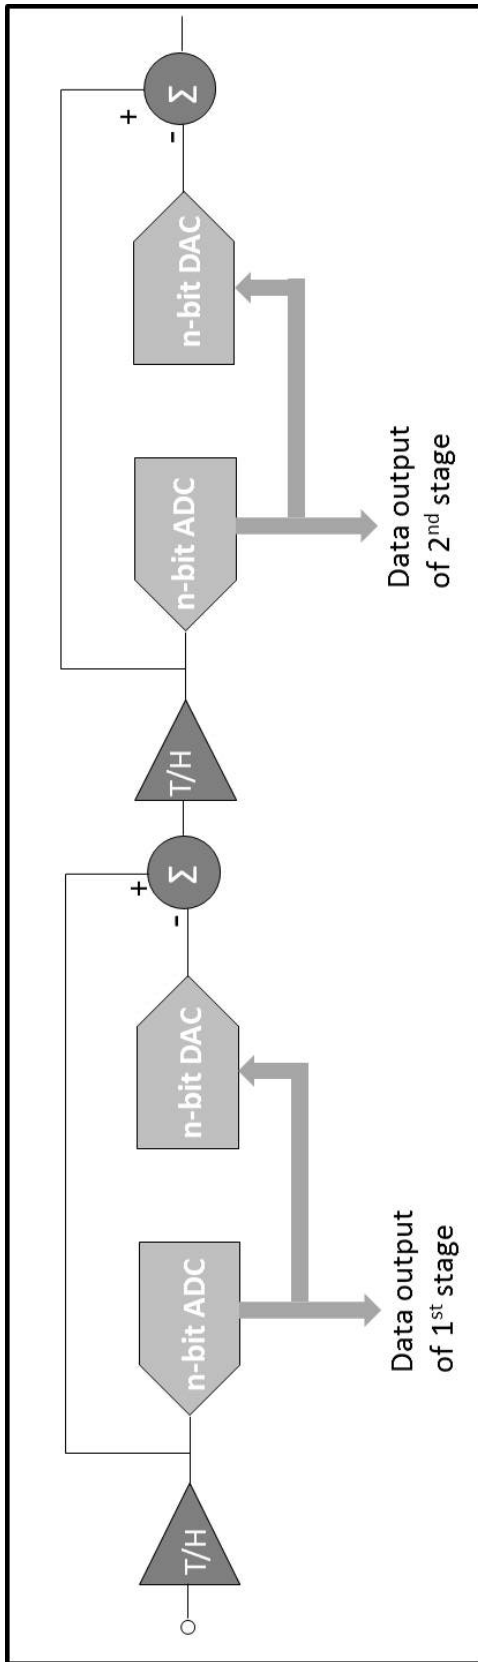 T/H
n-bit ADC
n-bit DAC
+
-
Σ
Data output
of 1st stage
T/H
n-bit ADC
n-bit DAC
+
-
Σ
Data output
of 2nd stage